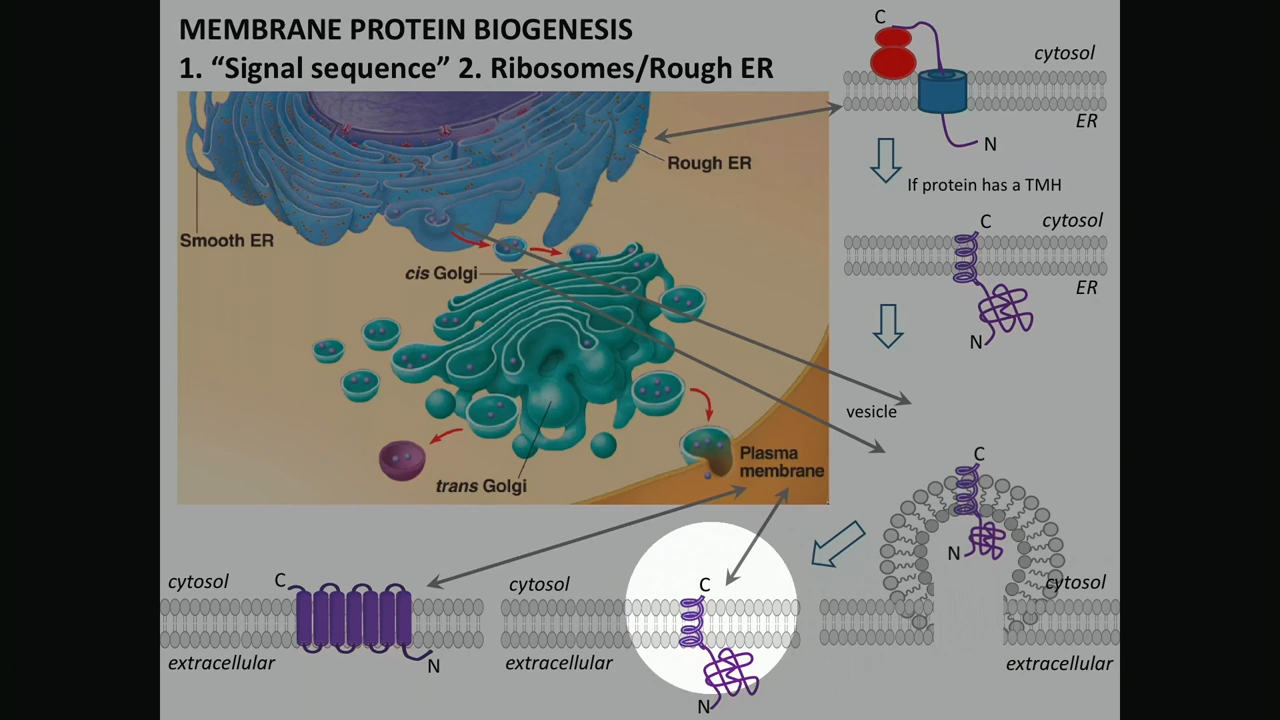 MEMBRANE PROTEIN BIOGENESIS
1. “Signal sequence” 2. Ribosomes/Rough ER
C
cytosol
ER
N
Rough ER
If protein has a TMH
Smooth ER
C
cytosol
cis Golgi
ER
N
vesicle
Plasma
membrane
C
trans Golgi
N
cytosol
C
cytosol
C
cytosol
extracellular
N
extracellular
N
extracellular